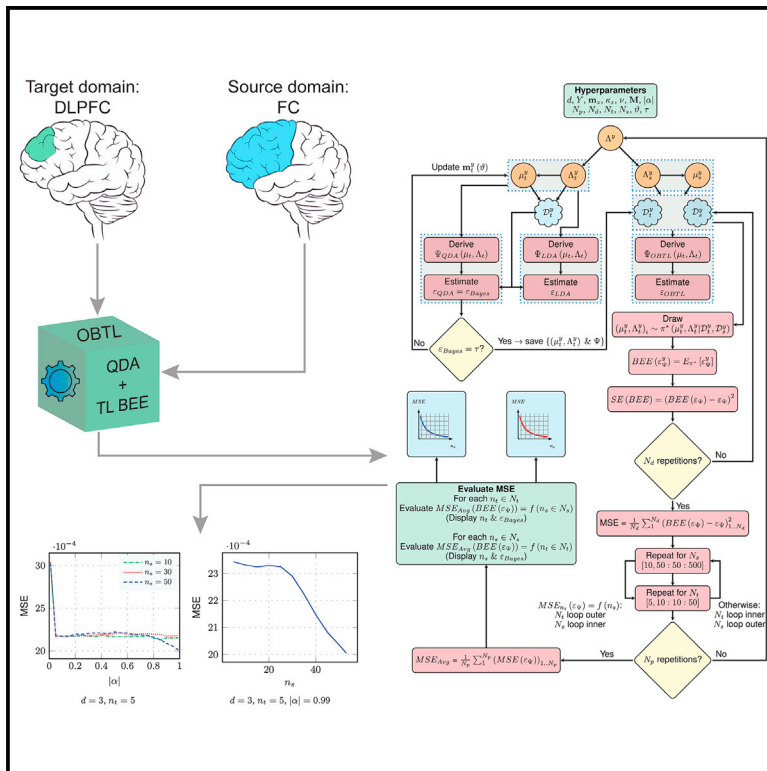 Target domain:
DLPFC
Source domain:
FC
OBTL
QDA
+
TL BEE
Hyperparameters
d, Y, m_z, κ_z, ν, M, |α|
N_p, N_d, N_t, N_s, ϑ, τ
Λ^y
Update m_t^y (ϑ)
μ_t^y
Λ_t^y
Λ_s^y
μ_s^y
D_t^y
D_t^y
D_s^y
Derive
Ψ_QDA (μ_t, Λ_t)
Derive
Ψ_LDA (μ_t, Λ_t)
Derive
Ψ_OBTL (μ_t, Λ_t)
Estimate
ε_QDA = ε_Bayes
Estimate
ε_LDA
Estimate
ε_OBTL
No
ε_Bayes = τ?
Yes → save {(μ_t^y, Λ_t^y) & Ψ}
Draw
(μ_t^y, Λ_t^y)_i ∼ π* (μ_t^y, Λ_t^y|D_t^y, D_s^y)
BEE (ε_Ψ^y) = E_π* [ε_Ψ^y]
SE (BEE) = (BEE (ε_Ψ) − ε_Ψ)^2
N_d repetitions?
No
Yes
MSE = 1/N_d ∑_1^{N_d} (BEE (ε_Ψ) − ε_Ψ)^2_{1..N_d}
Repeat for N_s
[10, 50 : 50 : 500]
Repeat for N_t
[5, 10 : 10 : 50]
MSE_{n_s} (ε_Ψ) = f (n_s):
N_t loop outer
N_s loop inner
Otherwise:
N_t loop inner
N_s loop outer
N_p repetitions?
Yes
No
MSE_Avg = 1/N_p ∑_1^{N_p} (MSE (ε_Ψ))_{1..N_p}
Evaluate MSE
For each n_t ∈ N_t
Evaluate MSE_Avg (BEE (ε_Ψ)) = f (n_s ∈ N_s)
(Display n_t & ε_Bayes)
For each n_s ∈ N_s
Evaluate MSE_Avg (BEE (ε_Ψ)) = f (n_t ∈ N_t)
(Display n_s & ε_Bayes)
MSE
n_s
MSE
n_s
·10^−4
30
25
20
MSE
n_s = 10
n_s = 30
n_s = 50
0 0.2 0.4 0.6 0.8 1
|α|
d = 3, n_t = 5
·10^−4
23
22
21
20
MSE
20 40
n_s
d = 3, n_t = 5, |α| = 0.99